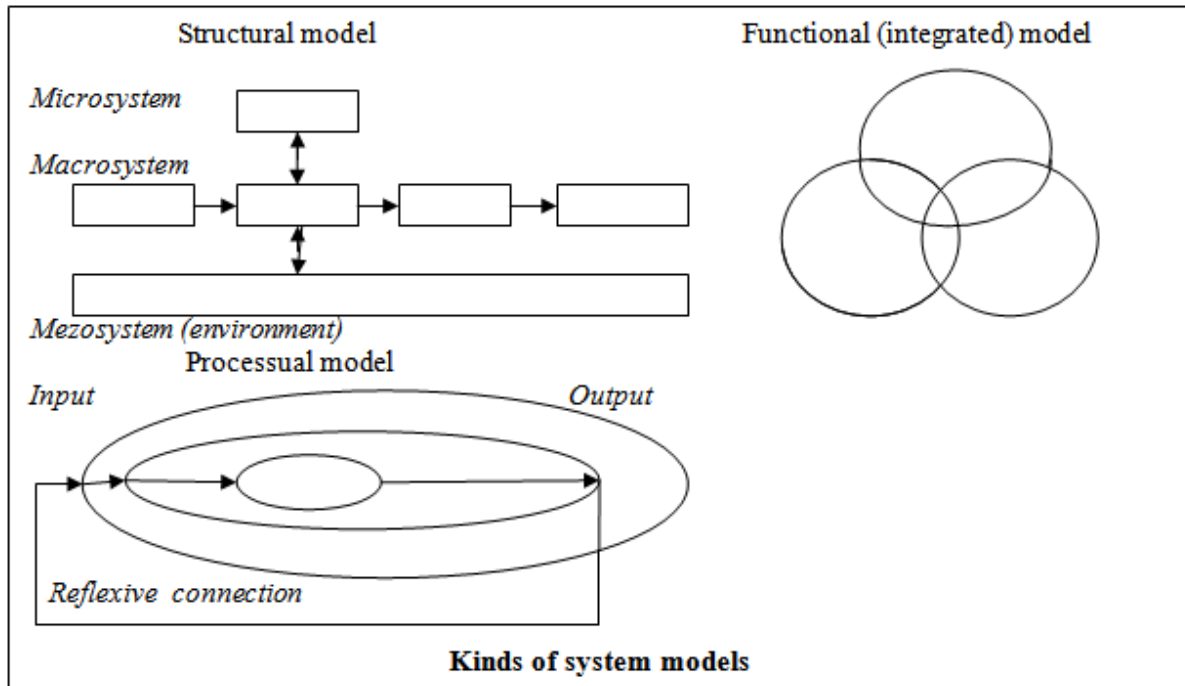 Structural model
Functional (integrated) model
Microsystem
Macrosystem
Mezosystem (environment)
Processual model
Input
Output
Reflexive connection
Kinds of system models